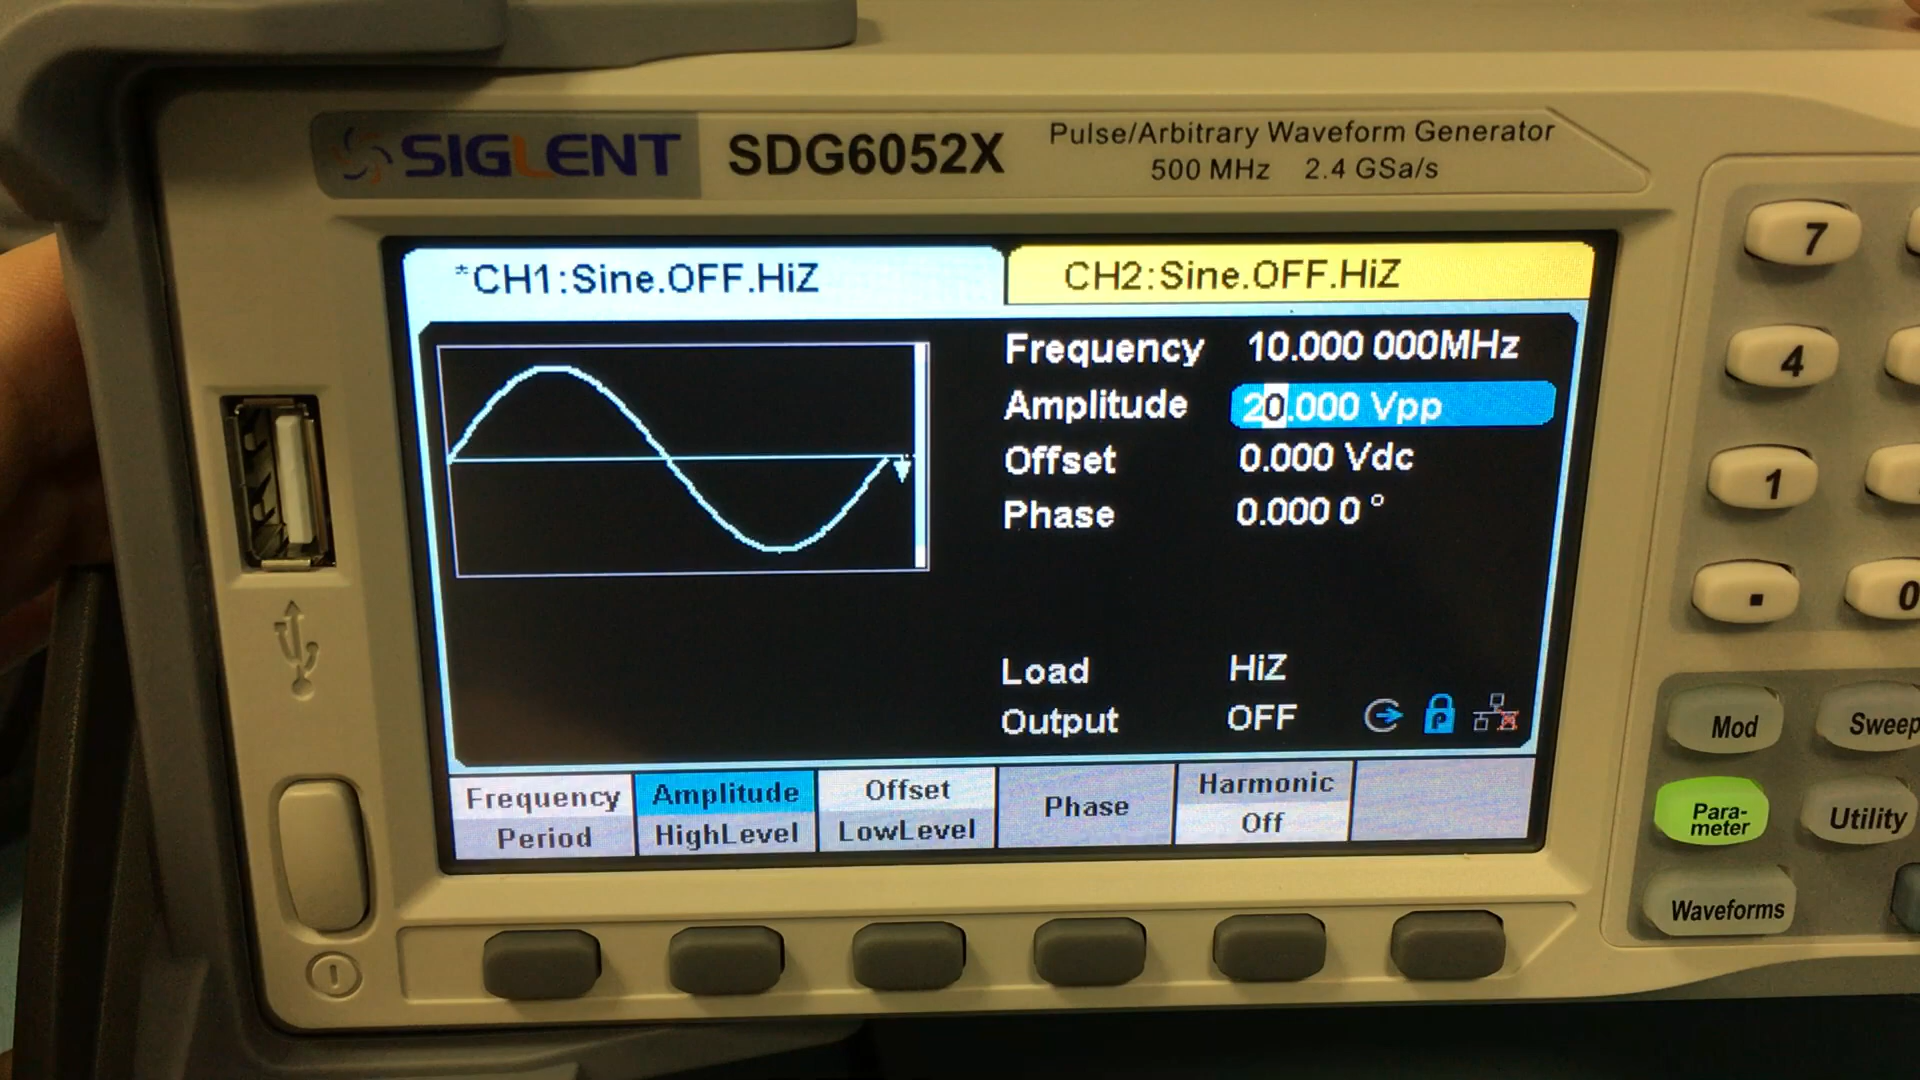 SIGLENT SDG6052X Pulse/Arbitrary Waveform Generator
500 MHz 2.4 GSa/s
*CH1:Sine.OFF.HiZ CH2:Sine.OFF.HiZ
Frequency 10.000 000MHz
Amplitude 20.000 Vpp
Offset 0.000 Vdc
Phase 0.000 0 °
Load HiZ
Output OFF
P
Frequency
Period
Amplitude
HighLevel
Offset
LowLevel
Phase
Harmonic
Off
7
4
1
.
0
Mod
Sweep
Para-
meter
Utility
Waveforms